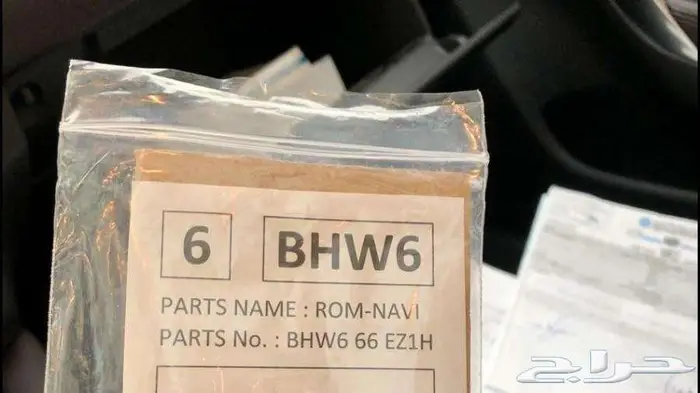 6 BHW6
PARTS NAME : ROM-NAVI
PARTS No. : BHW6 66 EZ1H
حراج